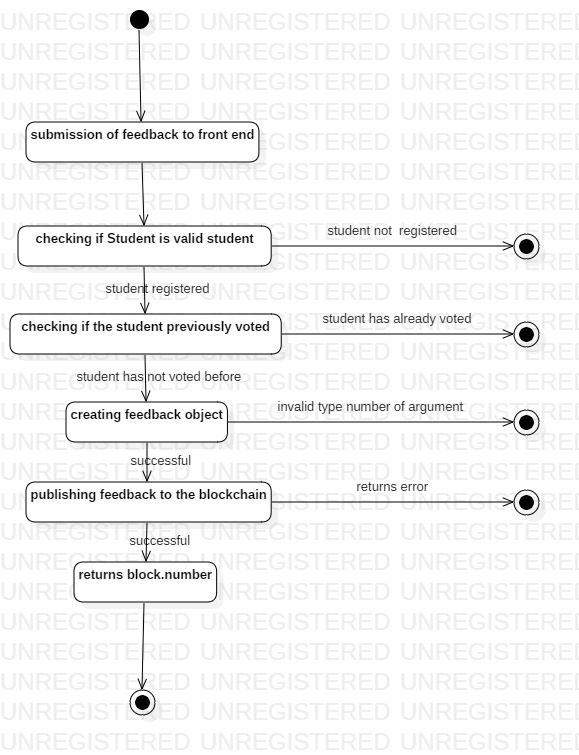 submission of feedback to front end
checking if Student is valid student
student not  registered
student registered
checking if the student previously voted
student has already voted
student has not voted before
creating feedback object
invalid type number of argument
successful
publishing feedback to the blockchain
returns error
successful
returns block.number
UNREGISTERED